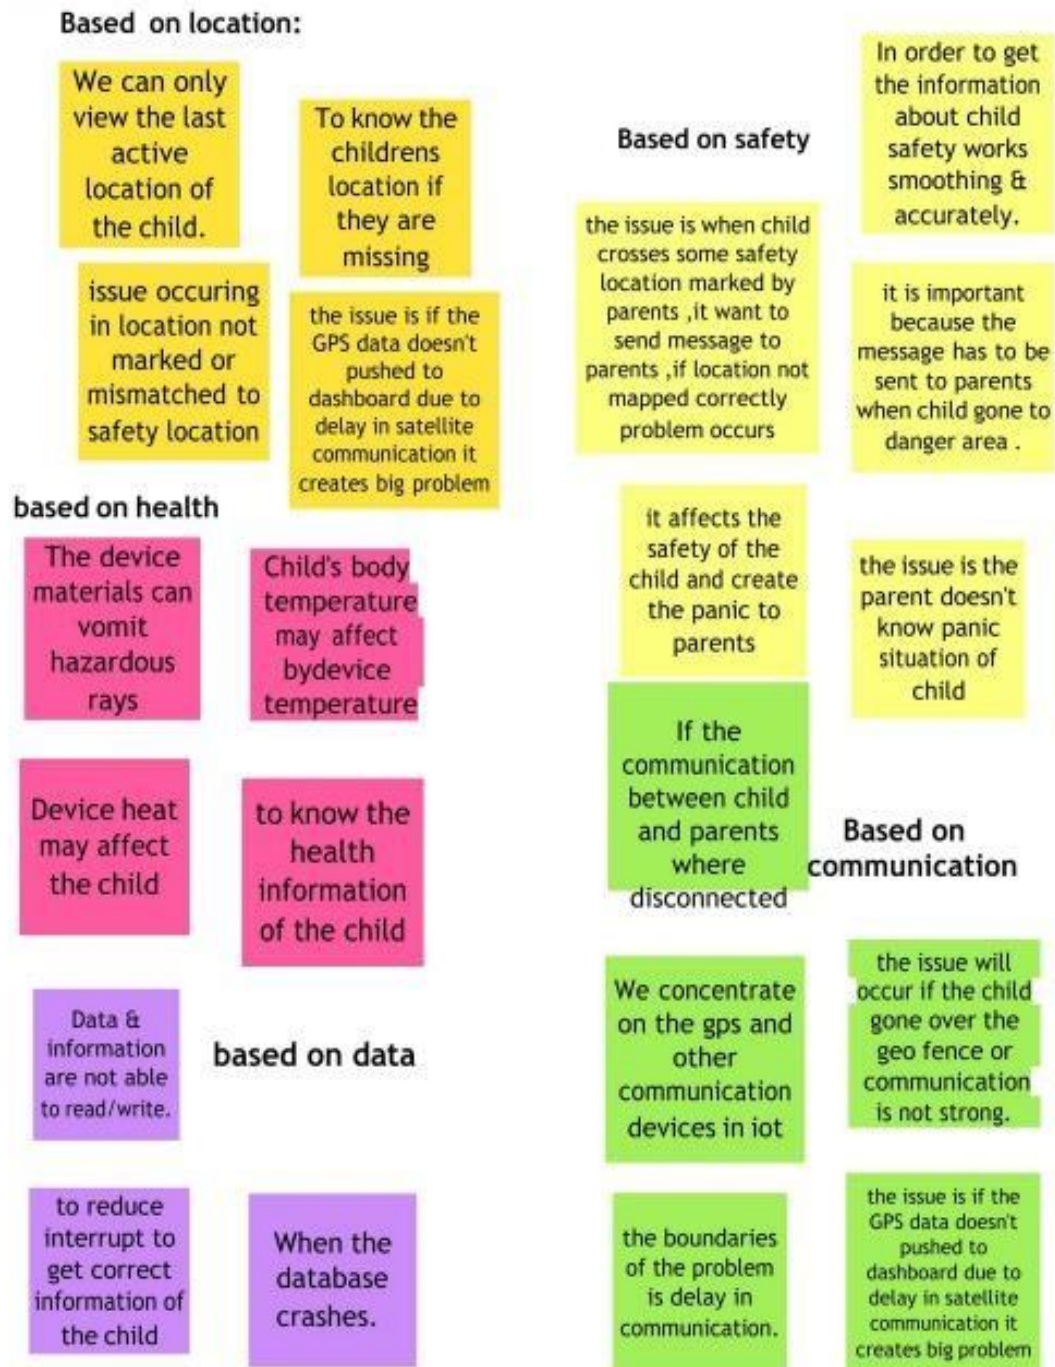 Based on location:
We can only
view the last
active
location of
the child.
To know the
childrens
location if
they are
missing
issue occuring
in location not
marked or
mismatched to
safety location
the issue is if the
GPS data doesn't
pushed to
dashboard due to
delay in satellite
communication it
creates big problem
based on health
The device
materials can
vomit
hazardous
rays
Child's body
temperature
may affect
bydevice
temperature
Device heat
may affect
the child
to know the
health
information
of the child
Data &
information
are not able
to read/write.
based on data
to reduce
interrupt to
get correct
information of
the child
When the
database
crashes.
Based on safety
In order to get
the information
about child
safety works
smoothing &
accurately.
the issue is when child
crosses some safety
location marked by
parents ,it want to
send message to
parents ,if location not
mapped correctly
problem occurs
it is important
because the
message has to be
sent to parents
when child gone to
danger area .
it affects the
safety of the
child and create
the panic to
parents
the issue is the
parent doesn't
know panic
situation of
child
If the
communication
between child
and parents
where
disconnected
Based on
communication
We concentrate
on the gps and
other
communication
devices in iot
the issue will
occur if the child
gone over the
geo fence or
communication
is not strong.
the boundaries
of the problem
is delay in
communication.
the issue is if the
GPS data doesn't
pushed to
dashboard due to
delay in satellite
communication it
creates big problem